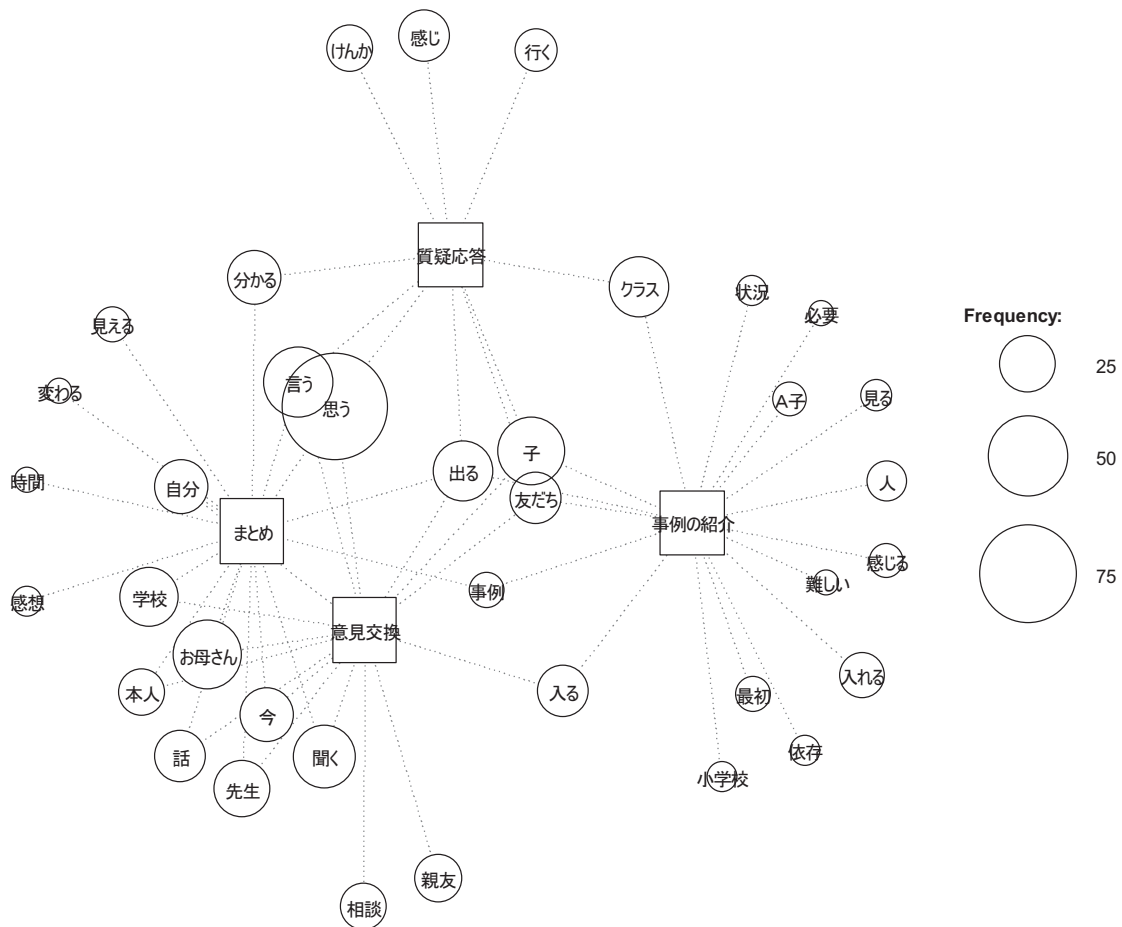 けんか
感じ
行く
質疑応答
分かる
クラス
状況
必要
見える
Frequency:
25
変わる
言う
思う
A子
見る
50
子
出る
時間
自分
友だち
人
まとめ
事例の紹介
感じる
難しい
75
事例
感想
学校
意見交換
お母さん
本人
入る
最初
入れる
今
話
聞く
依存
先生
小学校
親友
相談